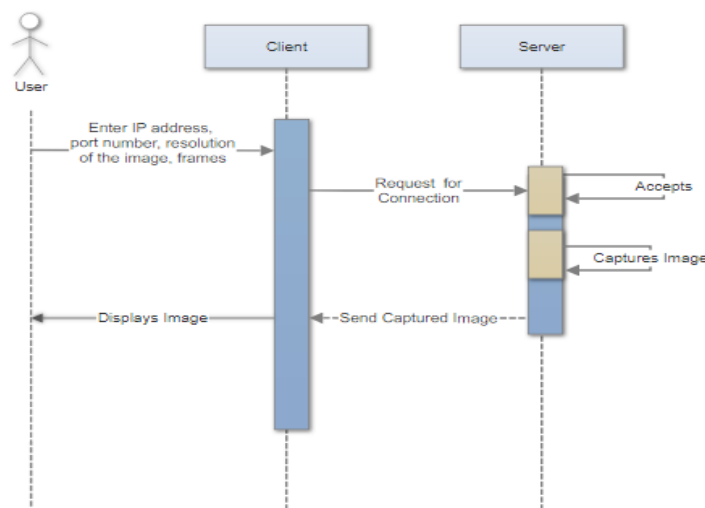 Client
Server
User
Enter IP address,
port number, resolution
of the image, frames
Request for
Connection
Accepts
Captures Image
Displays Image
Send Captured Image